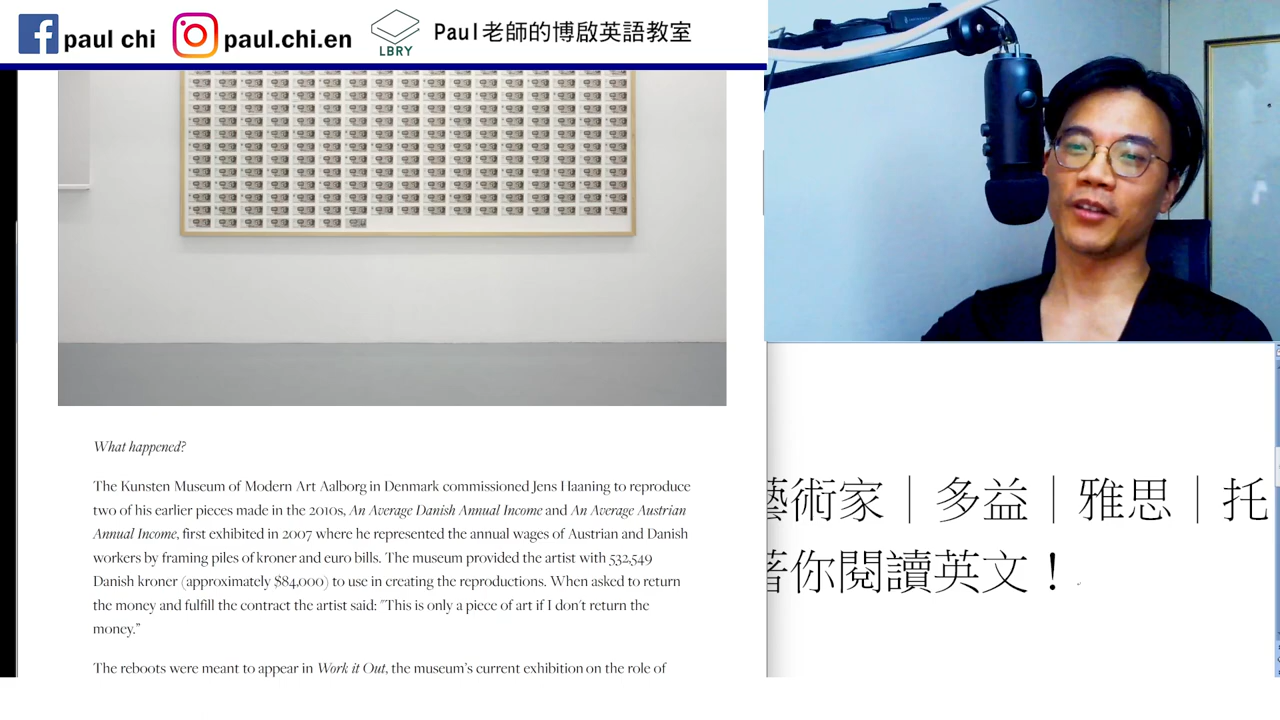 paul chi
paul.chi.en
LBRY
Paul老師的博啟英語教室
What happened?
The Kunsten Museum of Modern Art Aalborg in Denmark commissioned Jens Haaning to reproduce
two of his earlier pieces made in the 2010s, An Average Danish Annual Income and An Average Austrian
Annual Income, first exhibited in 2007 where he represented the annual wages of Austrian and Danish
workers by framing piles of kroner and euro bills. The museum provided the artist with 532,549
Danish kroner (approximately $84,000) to use in creating the reproductions. When asked to return
the money and fulfill the contract the artist said: "This is only a piece of art if I don't return the
money."
The reboots were meant to appear in Work it Out, the museum's current exhibition on the role of
藝術家｜多益｜雅思｜托
著你閱讀英文！